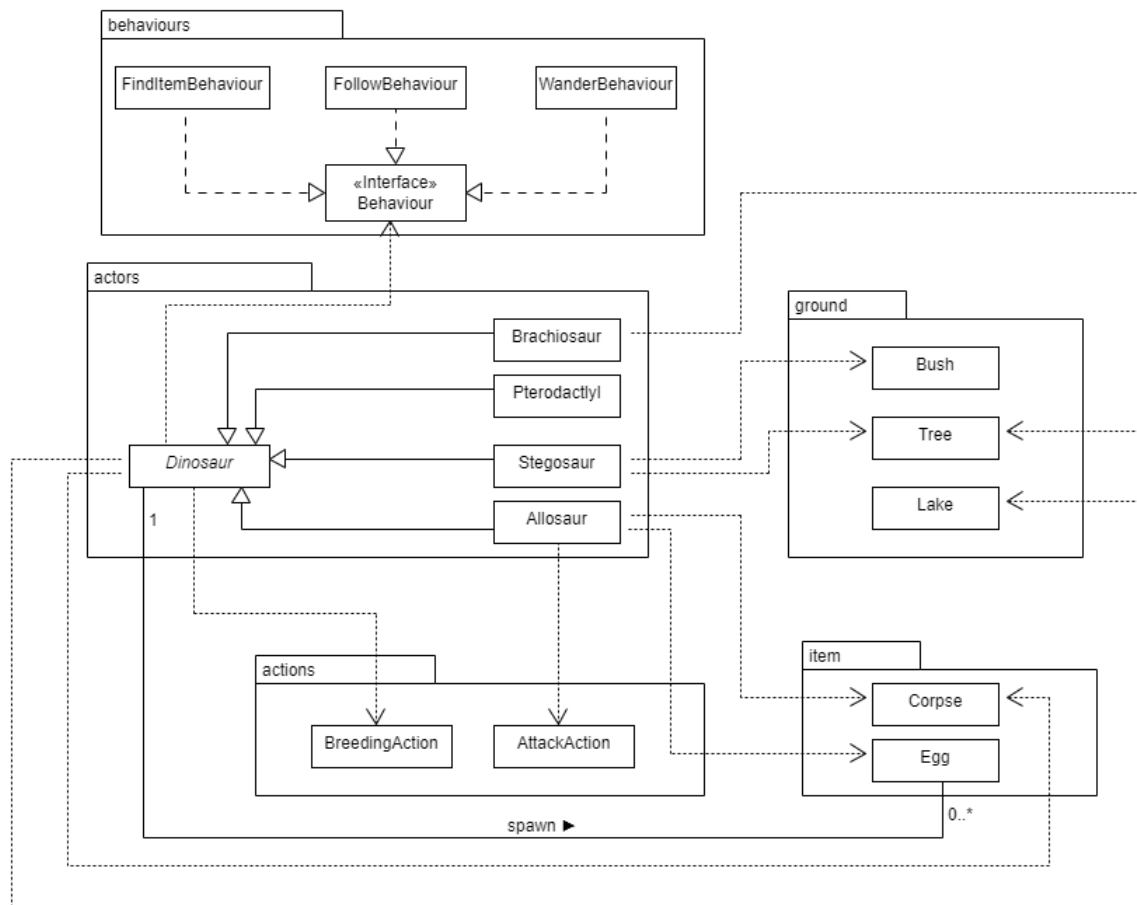 behaviours
FindItemBehaviour
FollowBehaviour
WanderBehaviour
«Interface»
Behaviour
actors
Brachiosaur
Pterodactlyl
Dinosaur
Stegosaur
Allosaur
1
ground
Bush
Tree
Lake
actions
BreedingAction
AttackAction
item
Corpse
Egg
0..*
spawn ►